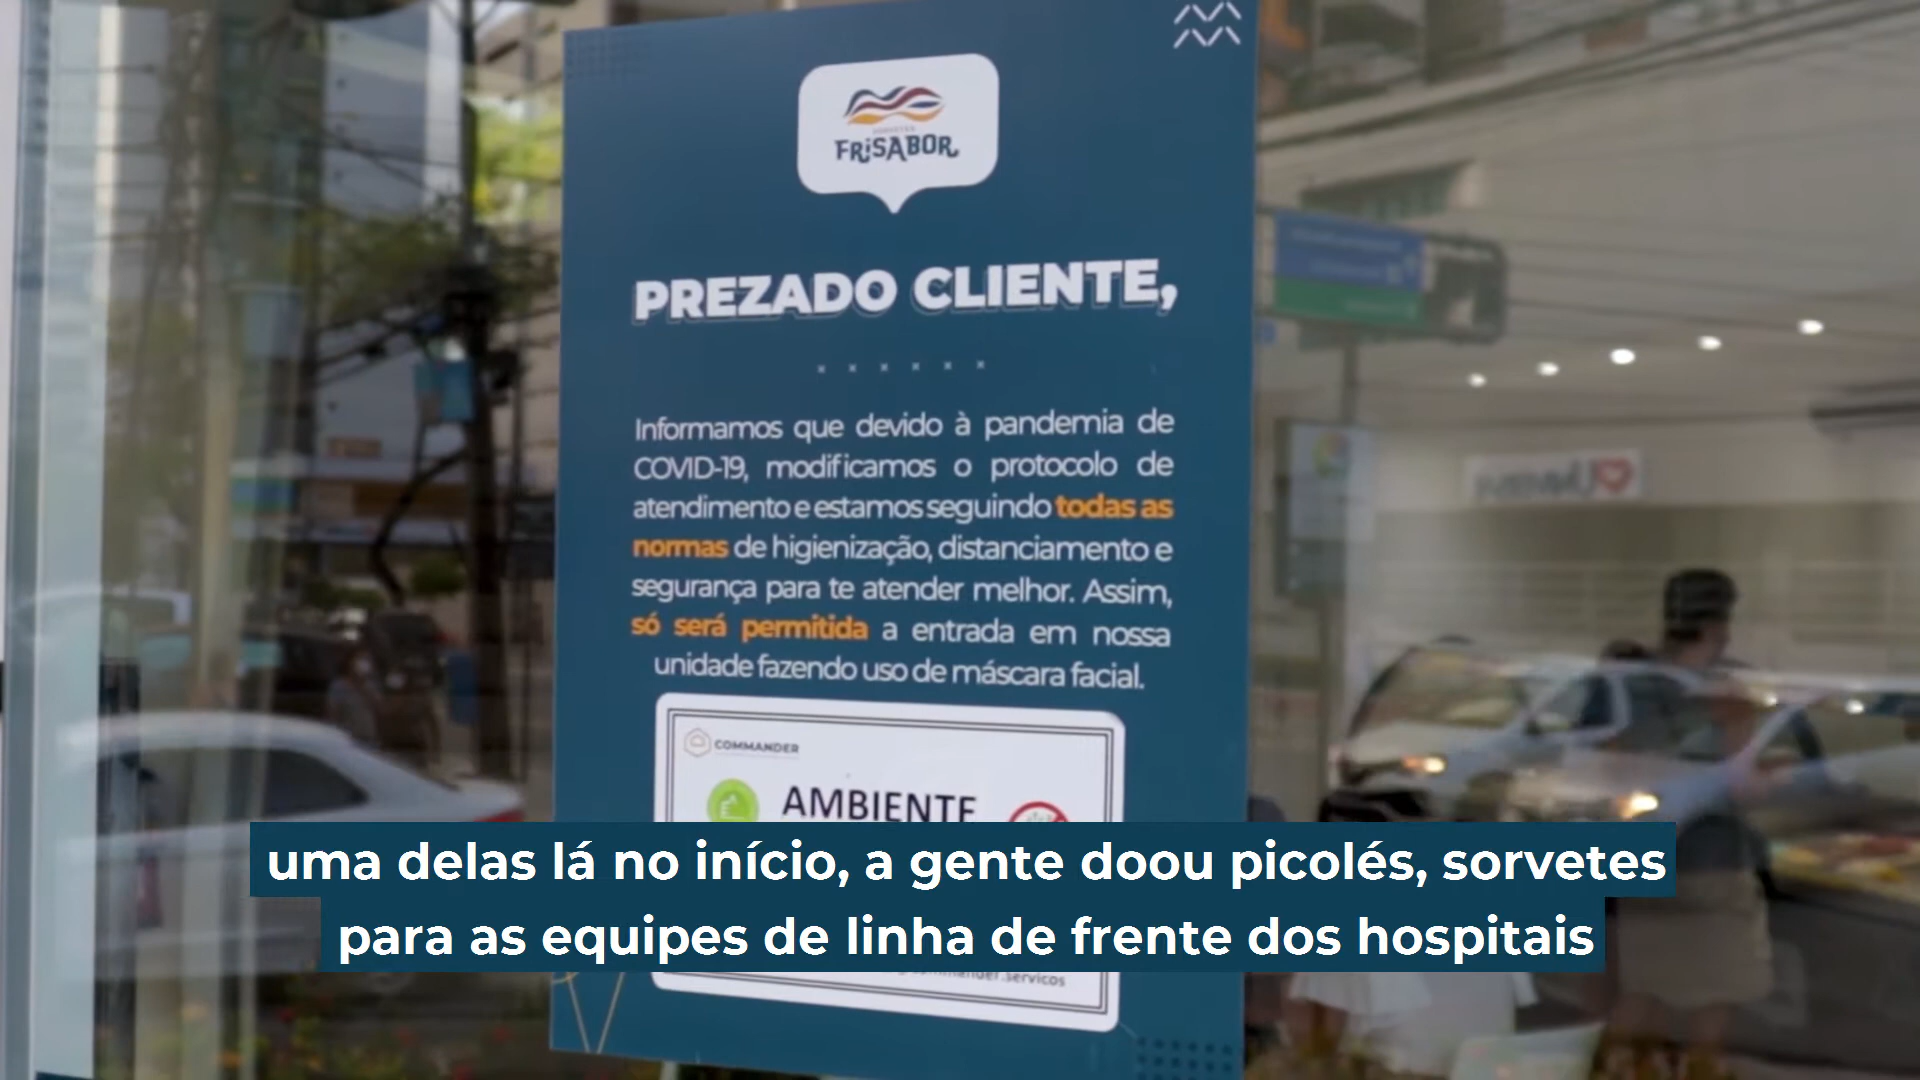 FRISABOR
PREZADO CLIENTE,
Informamos que devido à pandemia de
COVID-19, modificamos o protocolo de
atendimento e estamos seguindo todas as
normas de higienização, distanciamento e
segurança para te atender melhor. Assim,
só será permitida a entrada em nossa
unidade fazendo uso de máscara facial.
COMMANDER
AMBIENTE
uma delas lá no início, a gente doou picolés, sorvetes
para as equipes de linha de frente dos hospitais